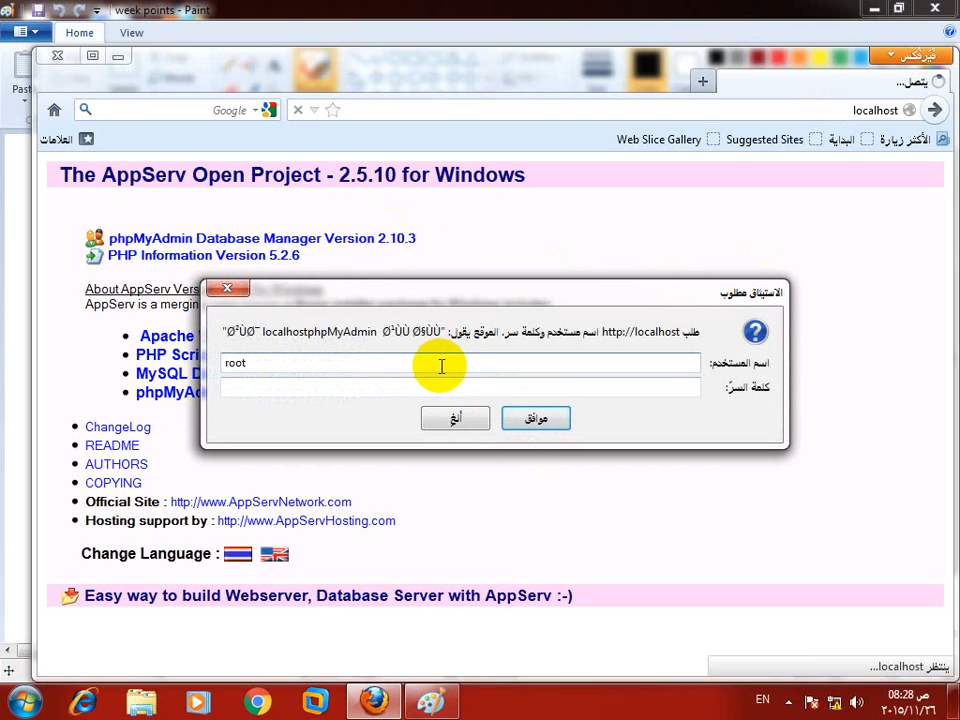 week points - Paint
Home
View
Past
فَيَرفُكس
يتصل...
Google
localhost
العلامات
Web Slice Gallery
Suggested Sites
البداية
الأكثر زيارة
The AppServ Open Project - 2.5.10 for Windows
phpMyAdmin Database Manager Version 2.10.3
PHP Information Version 5.2.6
About AppServ Vers
AppServ is a mergin
Apache
PHP Scri
MySQL D
phpMyAd
الاستيثاق مطلوب
طلب http://localhost اسم مستخدم وكلمة سر. الموقع يقول: "Ø¹ÙÙ Ø§ÙÙ localhostphpMyAdmin Ø²ÙØ¯"
اسم المستخدم:
root
كلمة السرّ:
موافق
ألغِ
ChangeLog
README
AUTHORS
COPYING
Official Site : http://www.AppServNetwork.com
Hosting support by : http://www.AppServHosting.com
Change Language :
Easy way to build Webserver, Database Server with AppServ :-)
ينتظر localhost...
EN
08:28 ص
٢٠١٥/١١/٢٦